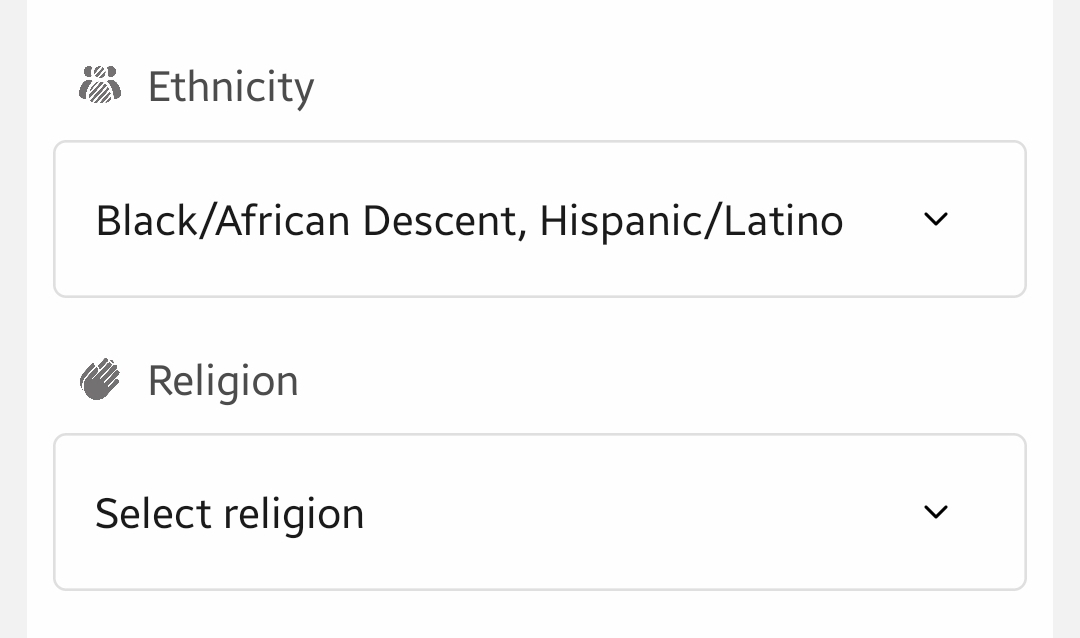 Ethnicity
Black/African Descent, Hispanic/Latino
Religion
Select religion